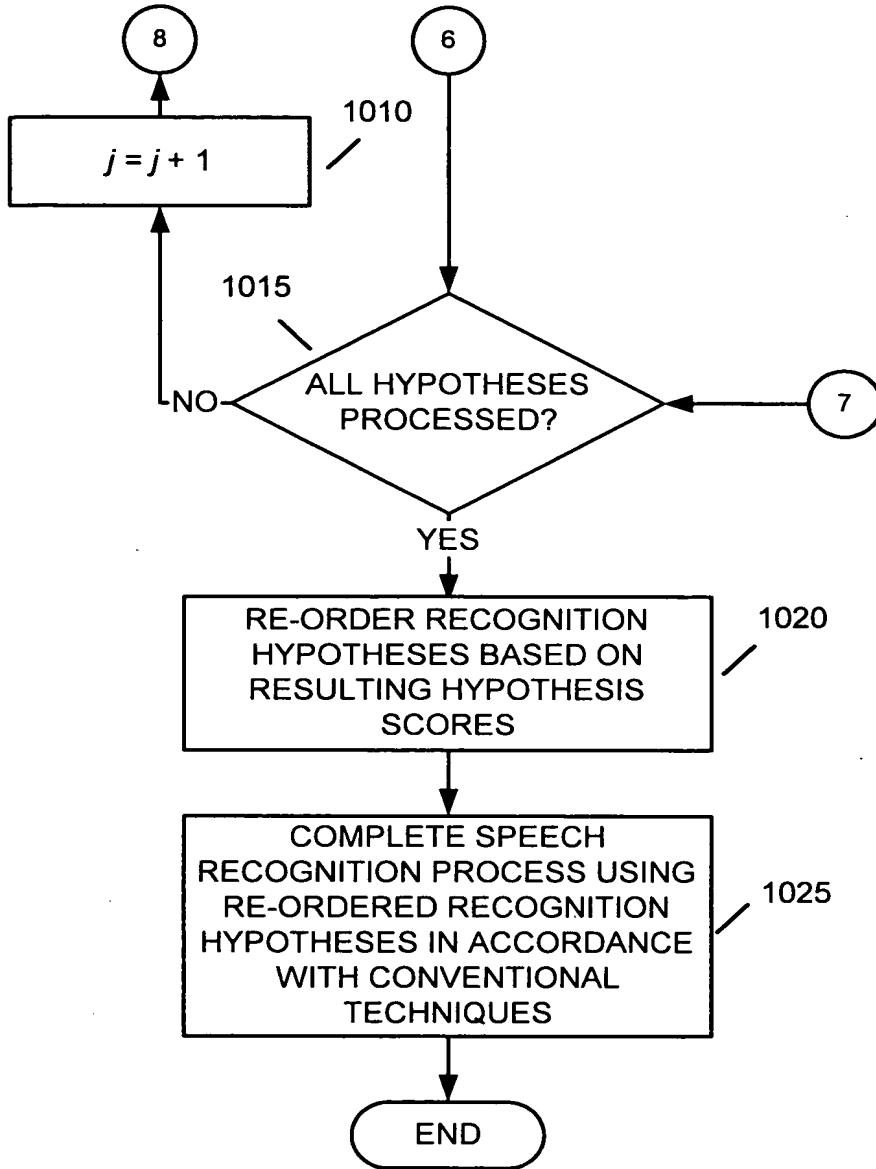 8
6
1010
j = j + 1
1015
ALL HYPOTHESES
PROCESSED?
NO
7
YES
RE-ORDER RECOGNITION
HYPOTHESES BASED ON
RESULTING HYPOTHESIS
SCORES
1020
COMPLETE SPEECH
RECOGNITION PROCESS USING
RE-ORDERED RECOGNITION
HYPOTHESES IN ACCORDANCE
WITH CONVENTIONAL
TECHNIQUES
1025
END